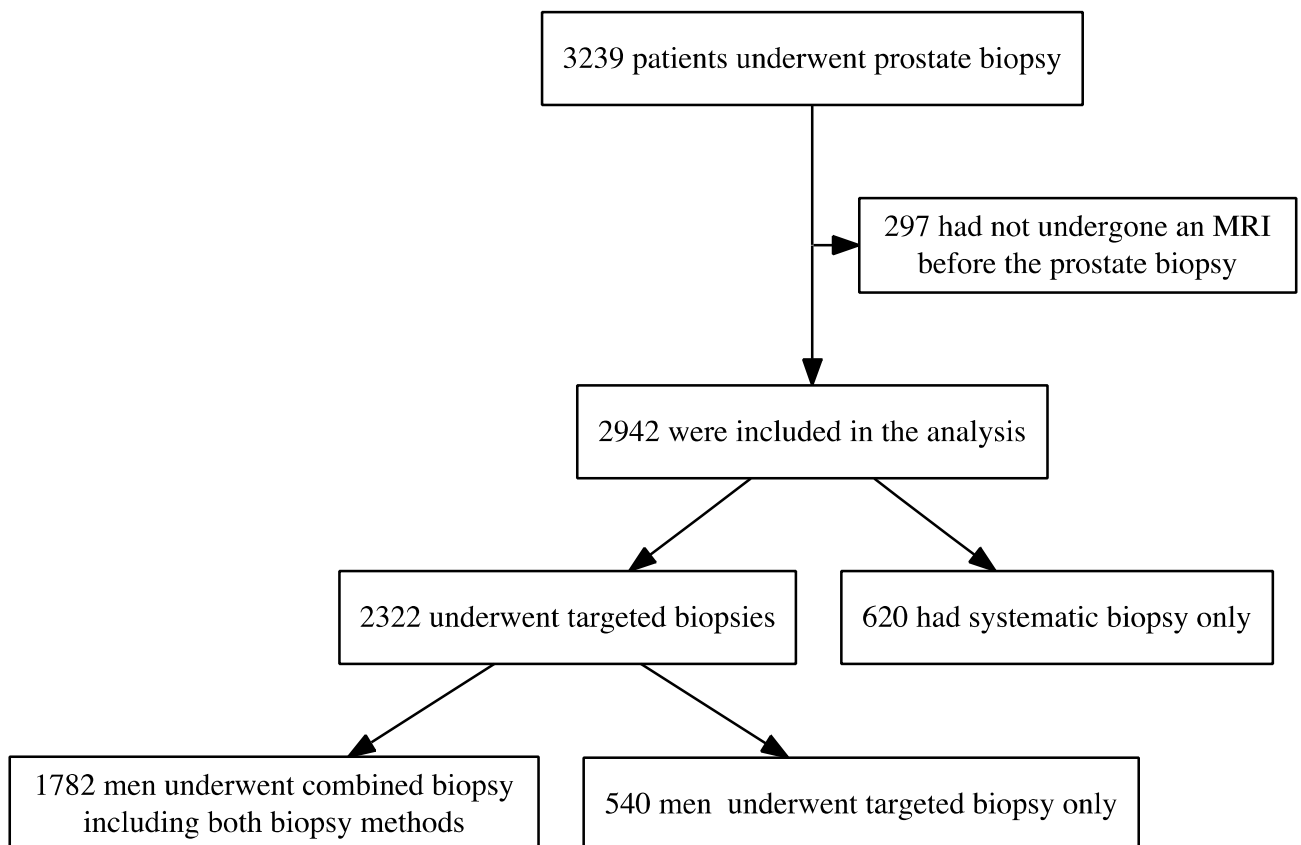 3239 patients underwent prostate biopsy
297 had not undergone an MRI
before the prostate biopsy
2942 were included in the analysis
2322 underwent targeted biopsies
620 had systematic biopsy only
1782 men underwent combined biopsy
including both biopsy methods
540 men  underwent targeted biopsy only